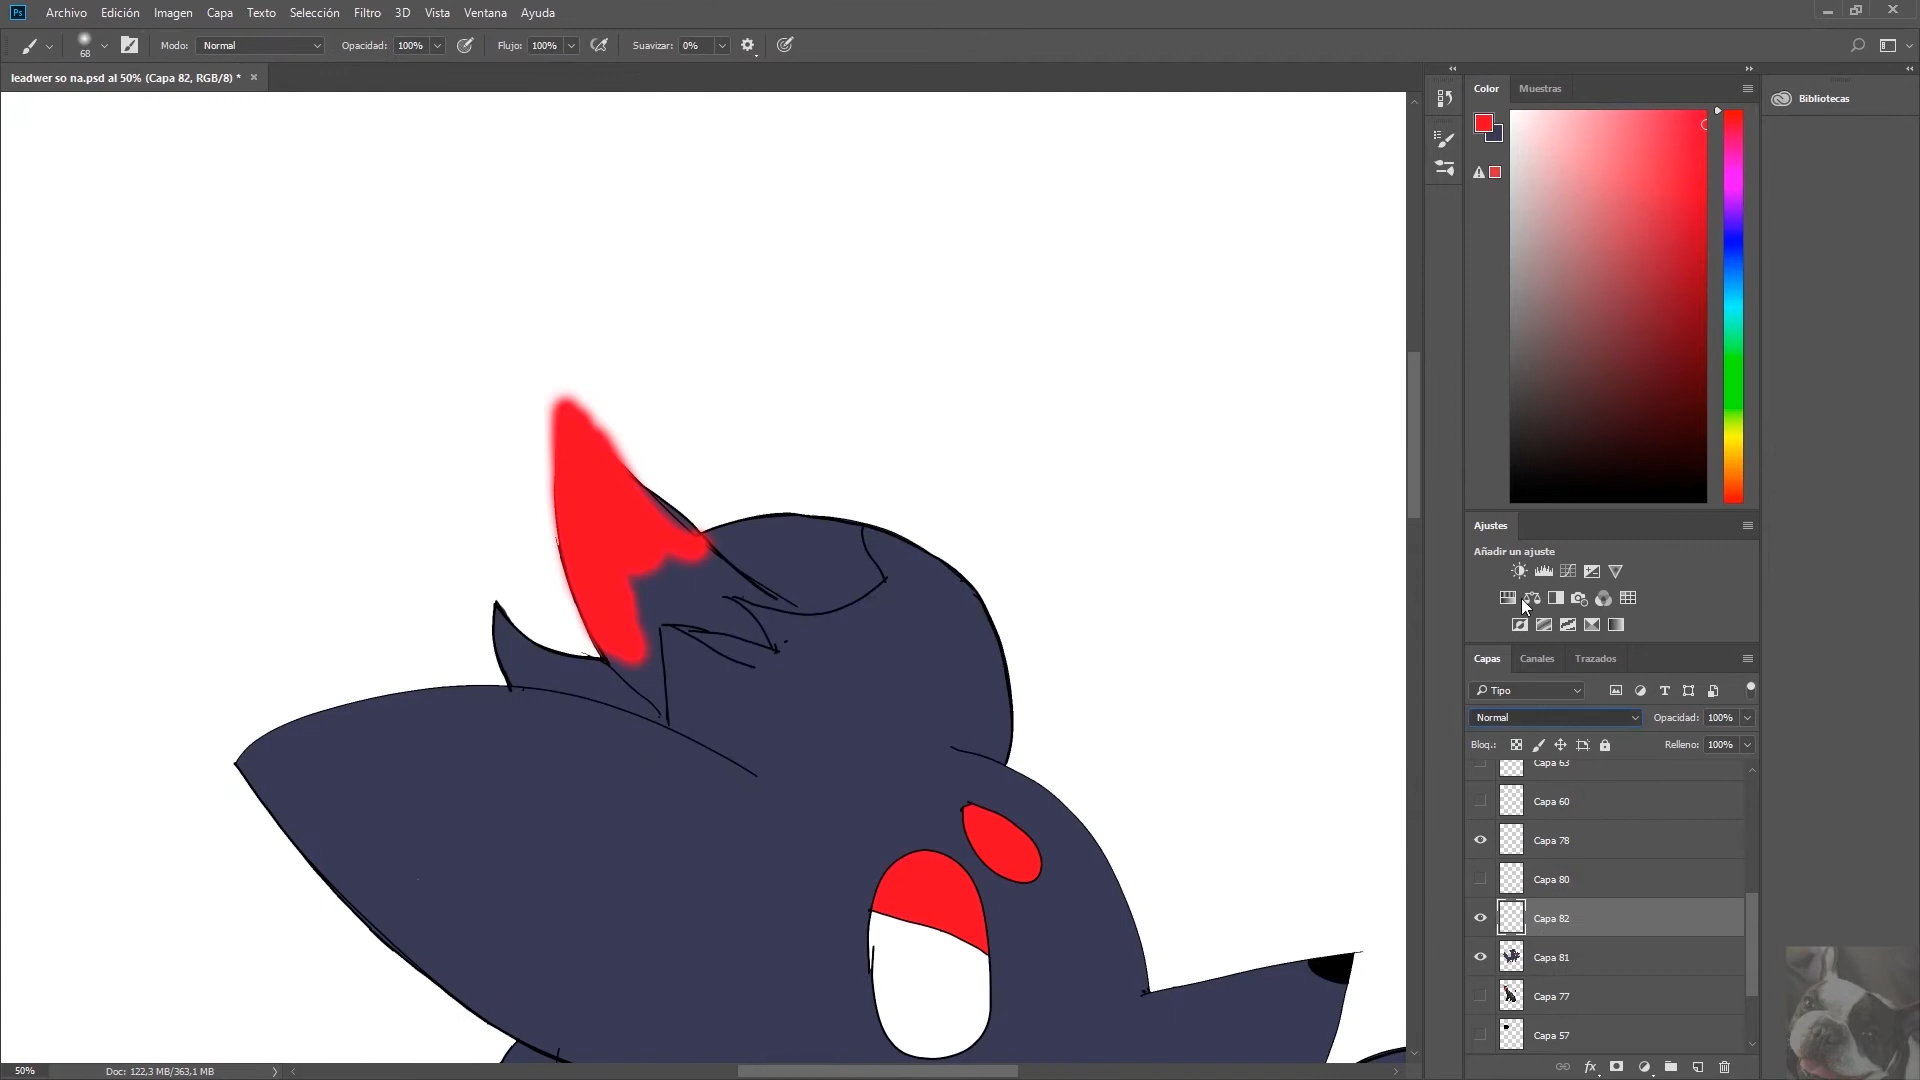 Ps Archivo Edición Imagen Capa Texto Selección Filtro 3D Vista Ventana Ayuda
68 Modo: Normal Opacidad: 100% Flujo: 100% Suavizar: 0%
leadwer so na.psd al 50% (Capa 82, RGB/8) * ×
Color Muestras
Bibliotecas
Ajustes
Añadir un ajuste
Capas Canales Trazados
Tipo
Normal Opacidad: 100%
Bloq.: Relleno: 100%
Capa 63
Capa 60
Capa 78
Capa 80
Capa 82
Capa 81
Capa 77
Capa 57
50% Doc: 122,3 MB/363,1 MB
fx